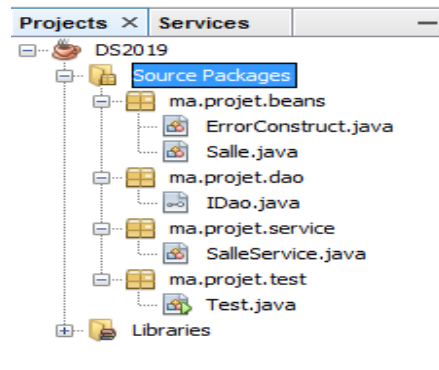 Projects × Services
DS2019
Source Packages
ma.projet.beans
ErrorConstruct.java
Salle.java
ma.projet.dao
IDao.java
ma.projet.service
SalleService.java
ma.projet.test
Test.java
Libraries